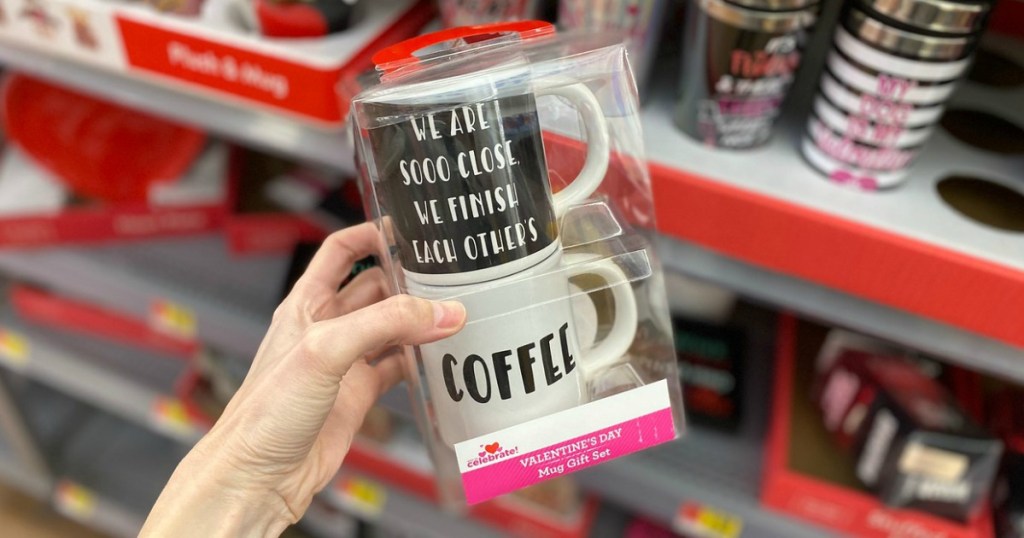 Plush & Mug
WE ARE
SOOO CLOSE,
WE FINISH
EACH OTHER'S
COFFEE
celebrate!
VALENTINE'S DAY
Mug Gift Set